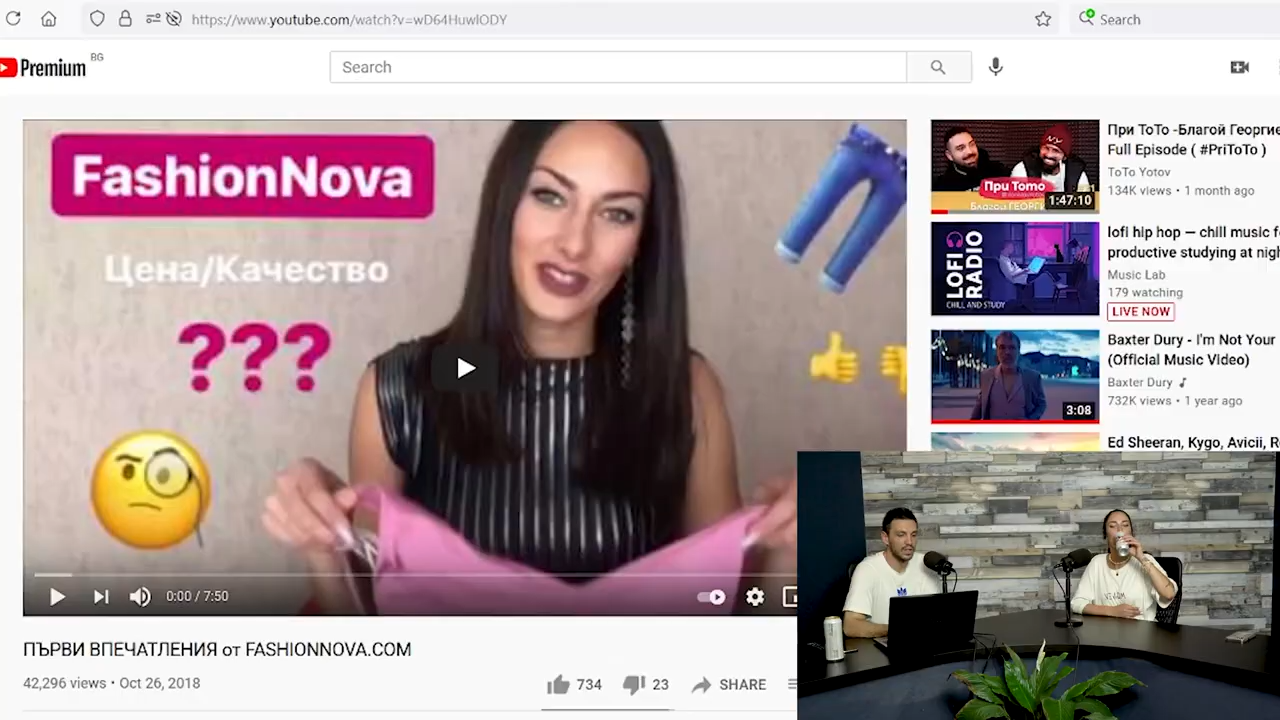 https://www.youtube.com/watch?v=wD64HuwlODY
Search
Premium
BG
Search
FashionNova
Цена/Качество
???
0:00 / 7:50
ПЪРВИ ВПЕЧАТЛЕНИЯ от FASHIONNOVA.COM
42,296 views • Oct 26, 2018
734
23
SHARE
При Тото
1:47:10
При ToTo -Благой Георгие
Full Episode ( #PriToTo )
ToTo Yotov
134K views • 1 month ago
LOFI
RADIO
CHILL AND STUDY
lofi hip hop — chill music f
productive studying at nigh
Music Lab
179 watching
LIVE NOW
3:08
Baxter Dury - I'm Not Your
(Official Music Video)
Baxter Dury
732K views • 1 year ago
Ed Sheeran, Kygo, Avicii, R